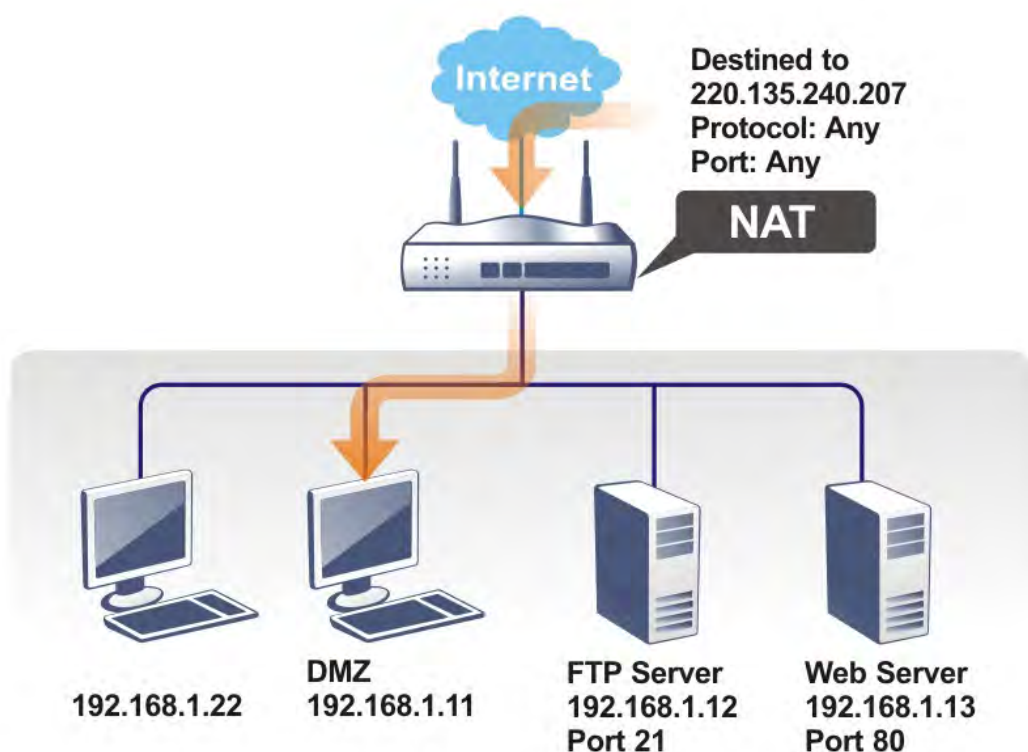 Internet
Destined to
220.135.240.207
Protocol: Any
Port: Any
NAT
192.168.1.22
DMZ
192.168.1.11
FTP Server
192.168.1.12
Port 21
Web Server
192.168.1.13
Port 80